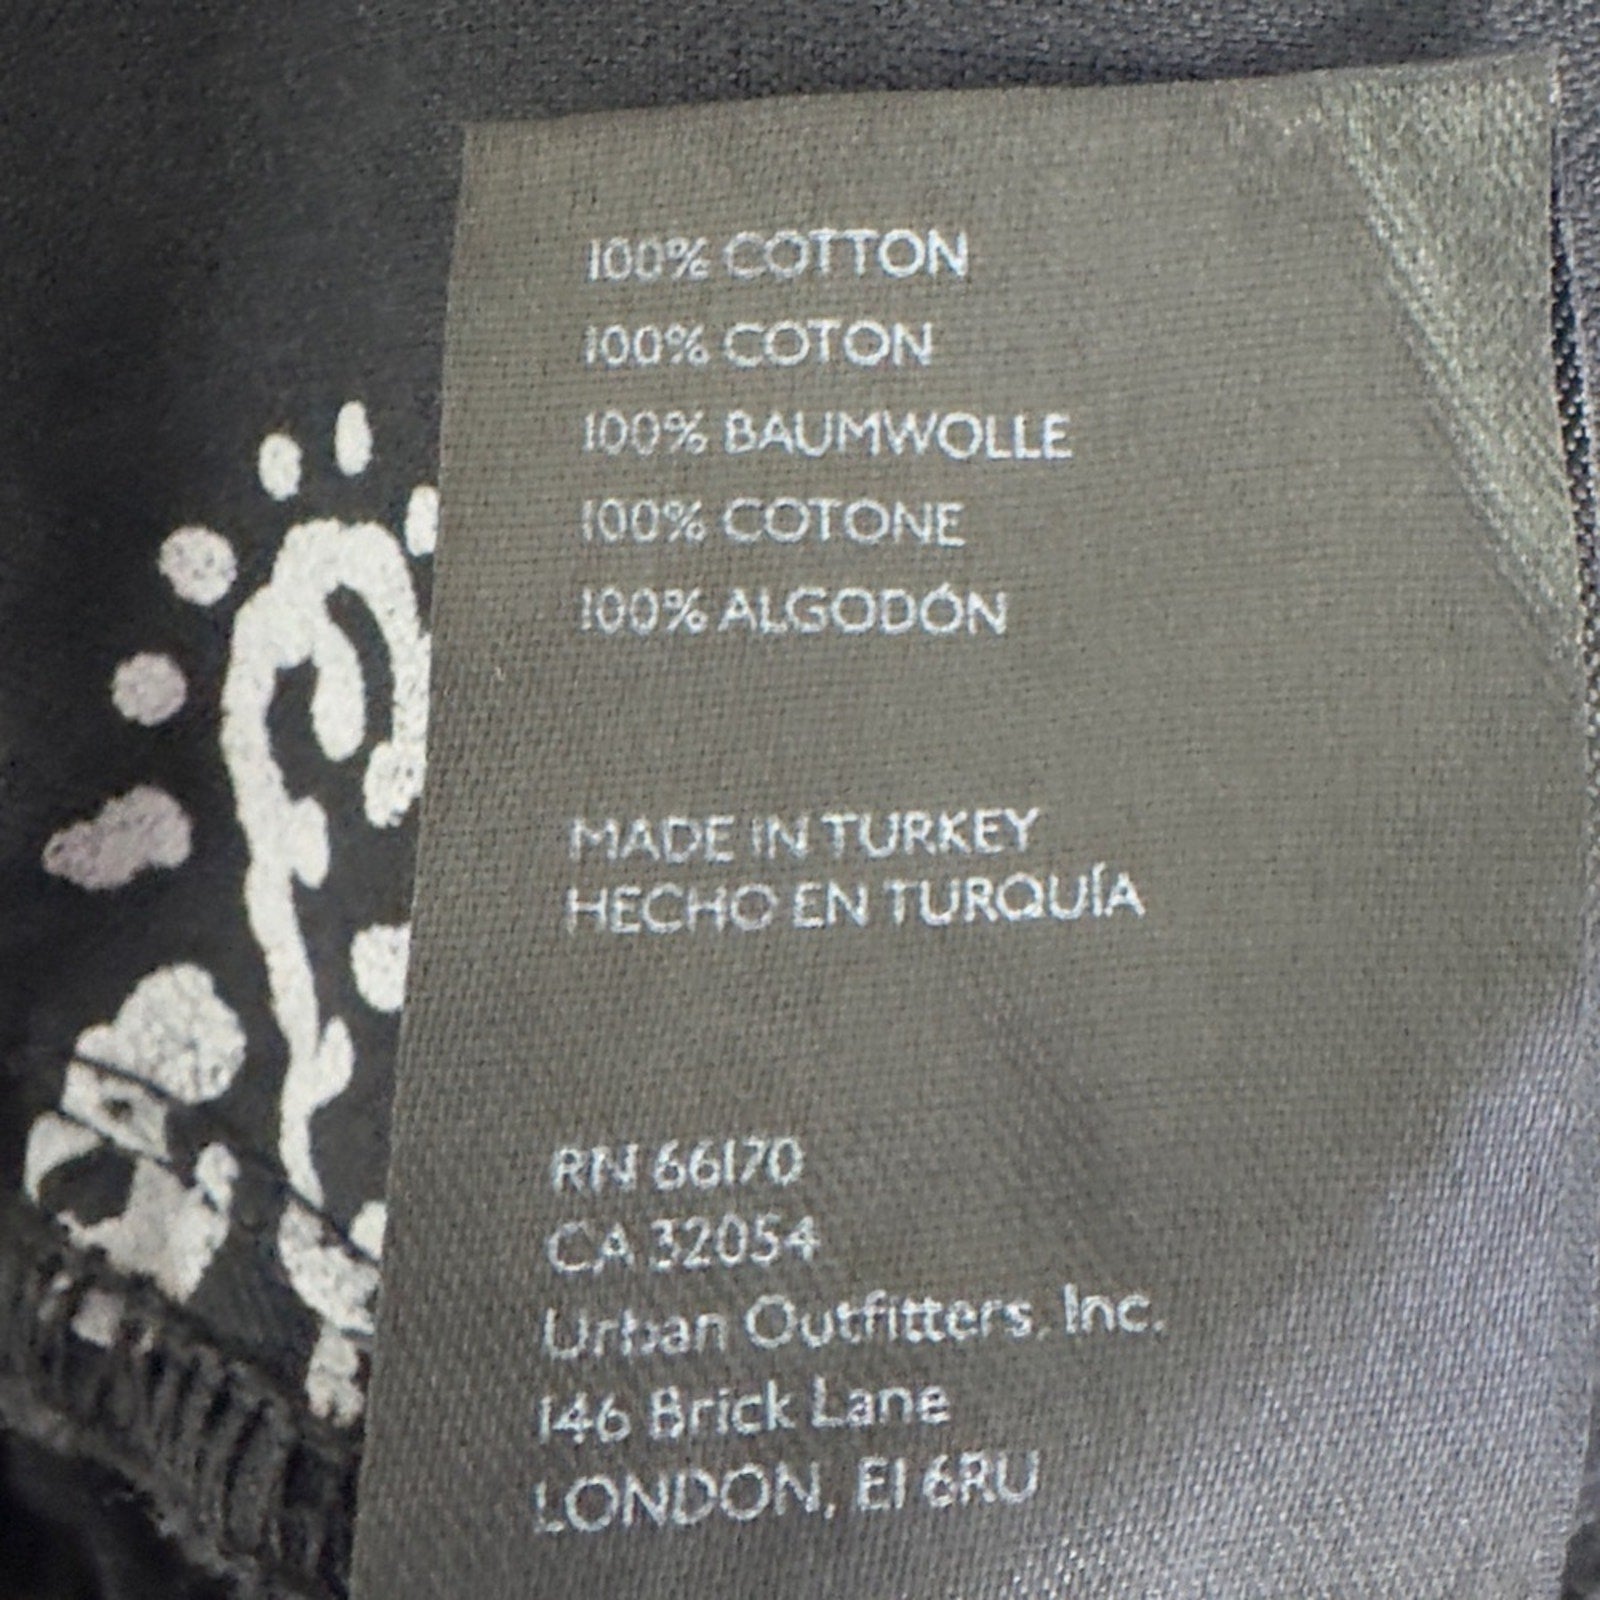 100% COTTON
100% COTON
100% BAUMWOLLE
100% COTONE
100% ALGODÓN
MADE IN TURKEY
HECHO EN TURQUÍA
RN 66170
CA 32054
Urban Outfitters, Inc.
146 Brick Lane
LONDON, E1 6RU